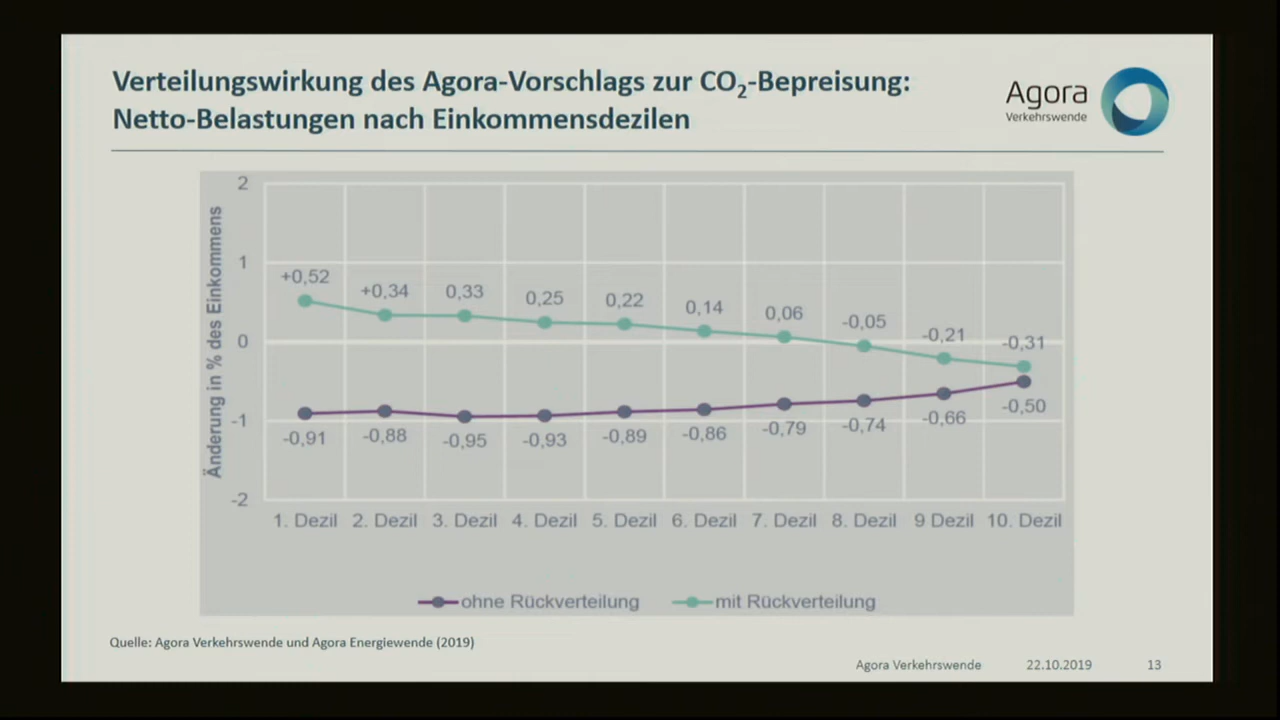 Verteilungswirkung des Agora-Vorschlags zur CO₂-Bepreisung:
Netto-Belastungen nach Einkommensdezilen
Agora
Verkehrswende
Änderung in % des Einkommens
2
1
0
-1
-2
+0,52 +0,34 0,33 0,25 0,22 0,14 0,06 -0,05 -0,21 -0,31
-0,91 -0,88 -0,95 -0,93 -0,89 -0,86 -0,79 -0,74 -0,66 -0,50
1. Dezil 2. Dezil 3. Dezil 4. Dezil 5. Dezil 6. Dezil 7. Dezil 8. Dezil 9 Dezil 10. Dezil
ohne Rückverteilung mit Rückverteilung
Quelle: Agora Verkehrswende und Agora Energiewende (2019)
Agora Verkehrswende 22.10.2019 13